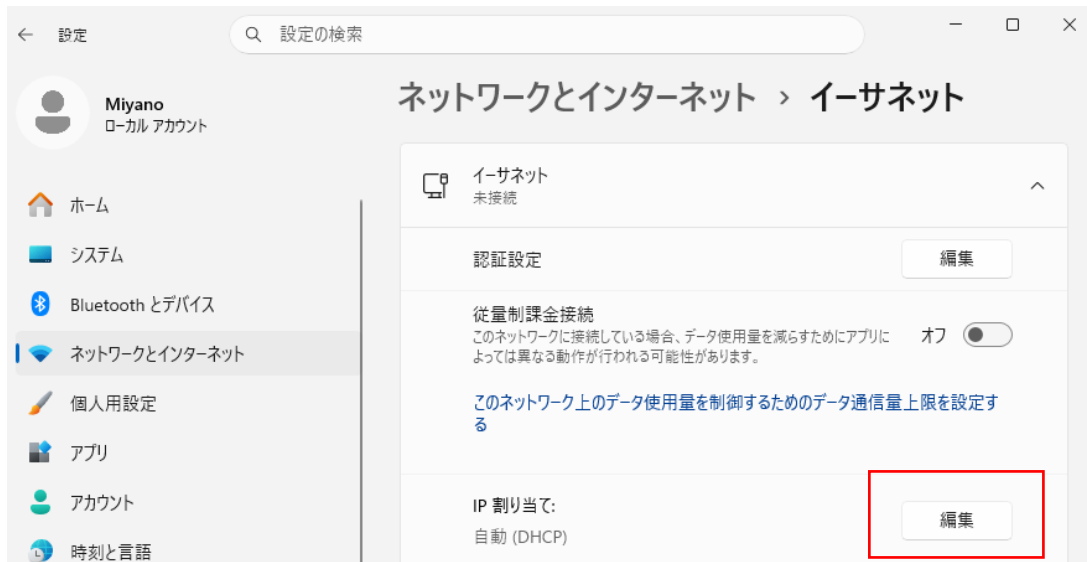 設定
設定の検索
Miyano
ローカル アカウント
ホーム
システム
Bluetooth とデバイス
ネットワークとインターネット
個人用設定
アプリ
アカウント
時刻と言語
ネットワークとインターネット › イーサネット
イーサネット
未接続
認証設定
編集
従量制課金接続
このネットワークに接続している場合、データ使用量を減らすためにアプリに
よっては異なる動作が行われる可能性があります。
オフ
このネットワーク上のデータ使用量を制御するためのデータ通信量上限を設定す
る
IP 割り当て:
自動 (DHCP)
編集